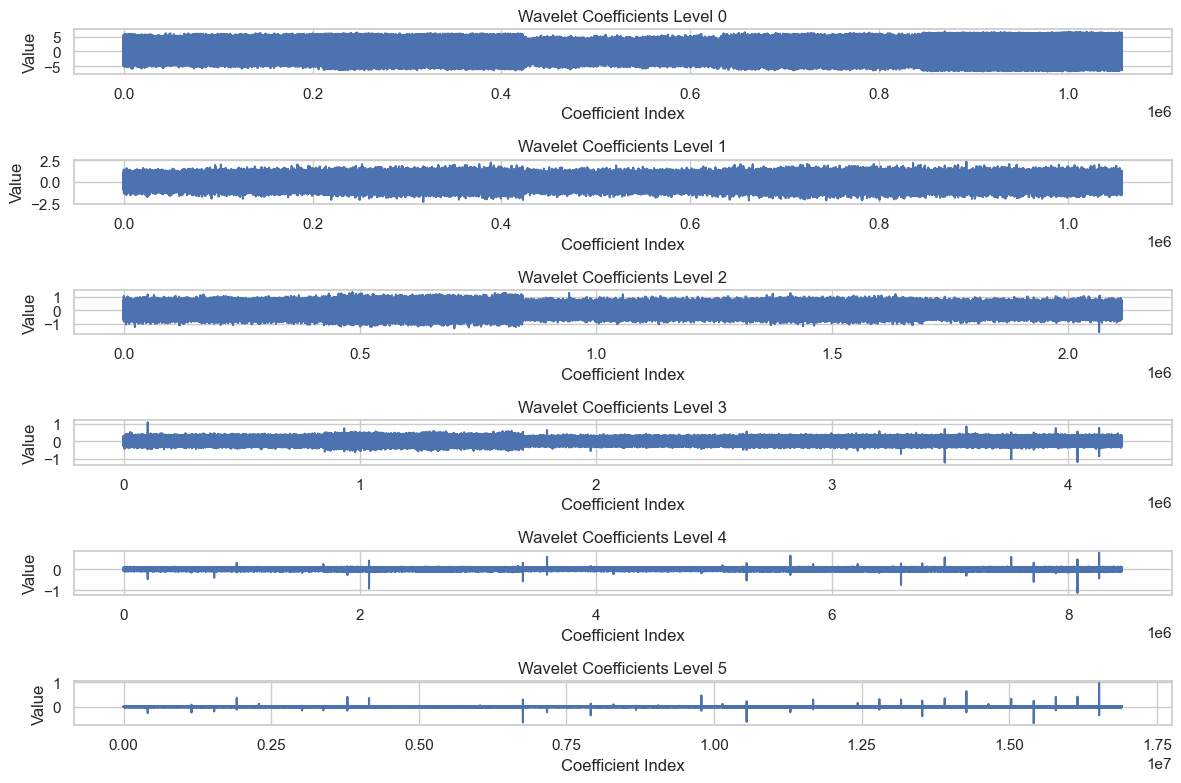 Wavelet Coefficients Level 0
Value
5
0
−5
0.0 0.2 0.4 0.6 0.8 1.0
1e6
Coefficient Index
Wavelet Coefficients Level 1
Value
2.5
0.0
−2.5
0.0 0.2 0.4 0.6 0.8 1.0
1e6
Coefficient Index
Wavelet Coefficients Level 2
Value
1
0
−1
0.0 0.5 1.0 1.5 2.0
1e6
Coefficient Index
Wavelet Coefficients Level 3
Value
1
0
−1
0 1 2 3 4
1e6
Coefficient Index
Wavelet Coefficients Level 4
Value
0
−1
0 2 4 6 8
1e6
Coefficient Index
Wavelet Coefficients Level 5
Value
1
0
0.00 0.25 0.50 0.75 1.00 1.25 1.50 1.75
1e7
Coefficient Index